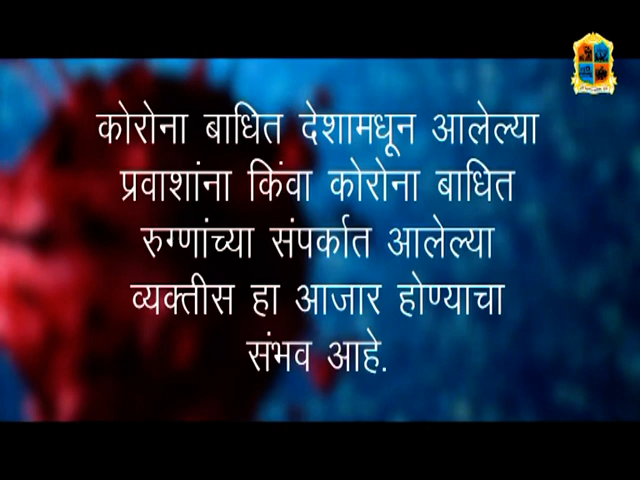 कोरोना बाधित देशामधून आलेल्या
प्रवाशांना किंवा कोरोना बाधित
रुग्णांच्या संपर्कात आलेल्या
व्यक्तीस हा आजार होण्याचा
संभव आहे.